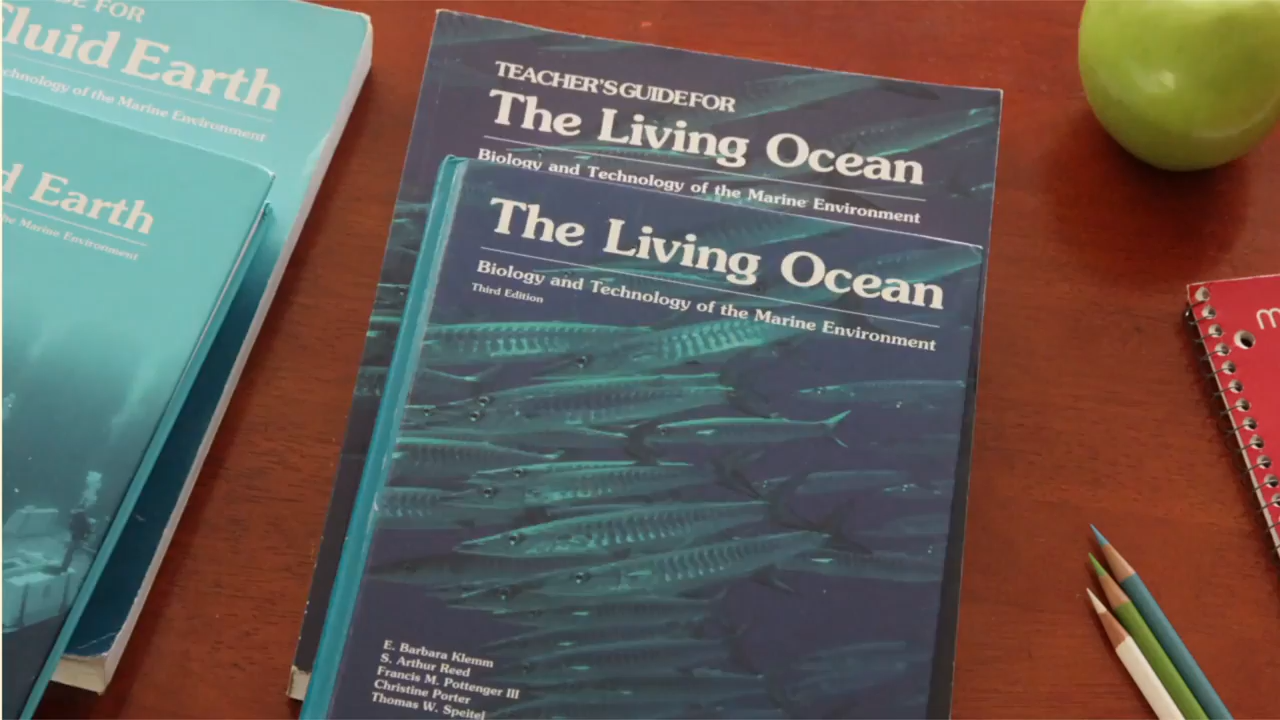 FOR
Fluid Earth
Technology of the Marine Environment
Earth
the Marine Environment
TEACHER'S GUIDE FOR
The Living Ocean
Biology and Technology of the Marine Environment
The Living Ocean
Biology and Technology of the Marine Environment
Third Edition
E. Barbara Klemm
S. Arthur Reed
Francis M. Pottenger III
Christine Porter
Thomas W. Speitel
m